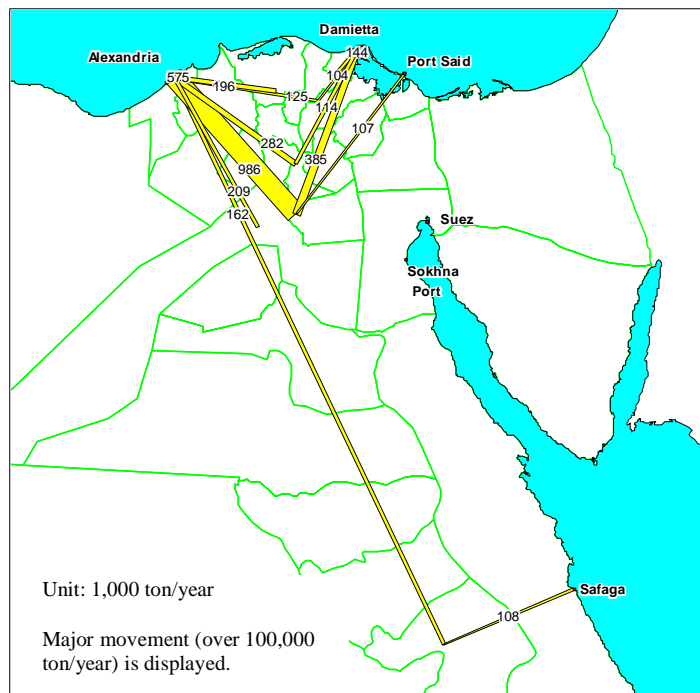 Damietta
Alexandria
144
Port Said
575
104
196
125
114
107
282
385
986
209
162
Suez
Sokhna
Port
Unit: 1,000 ton/year
Safaga
108
Major movement (over 100,000
ton/year) is displayed.